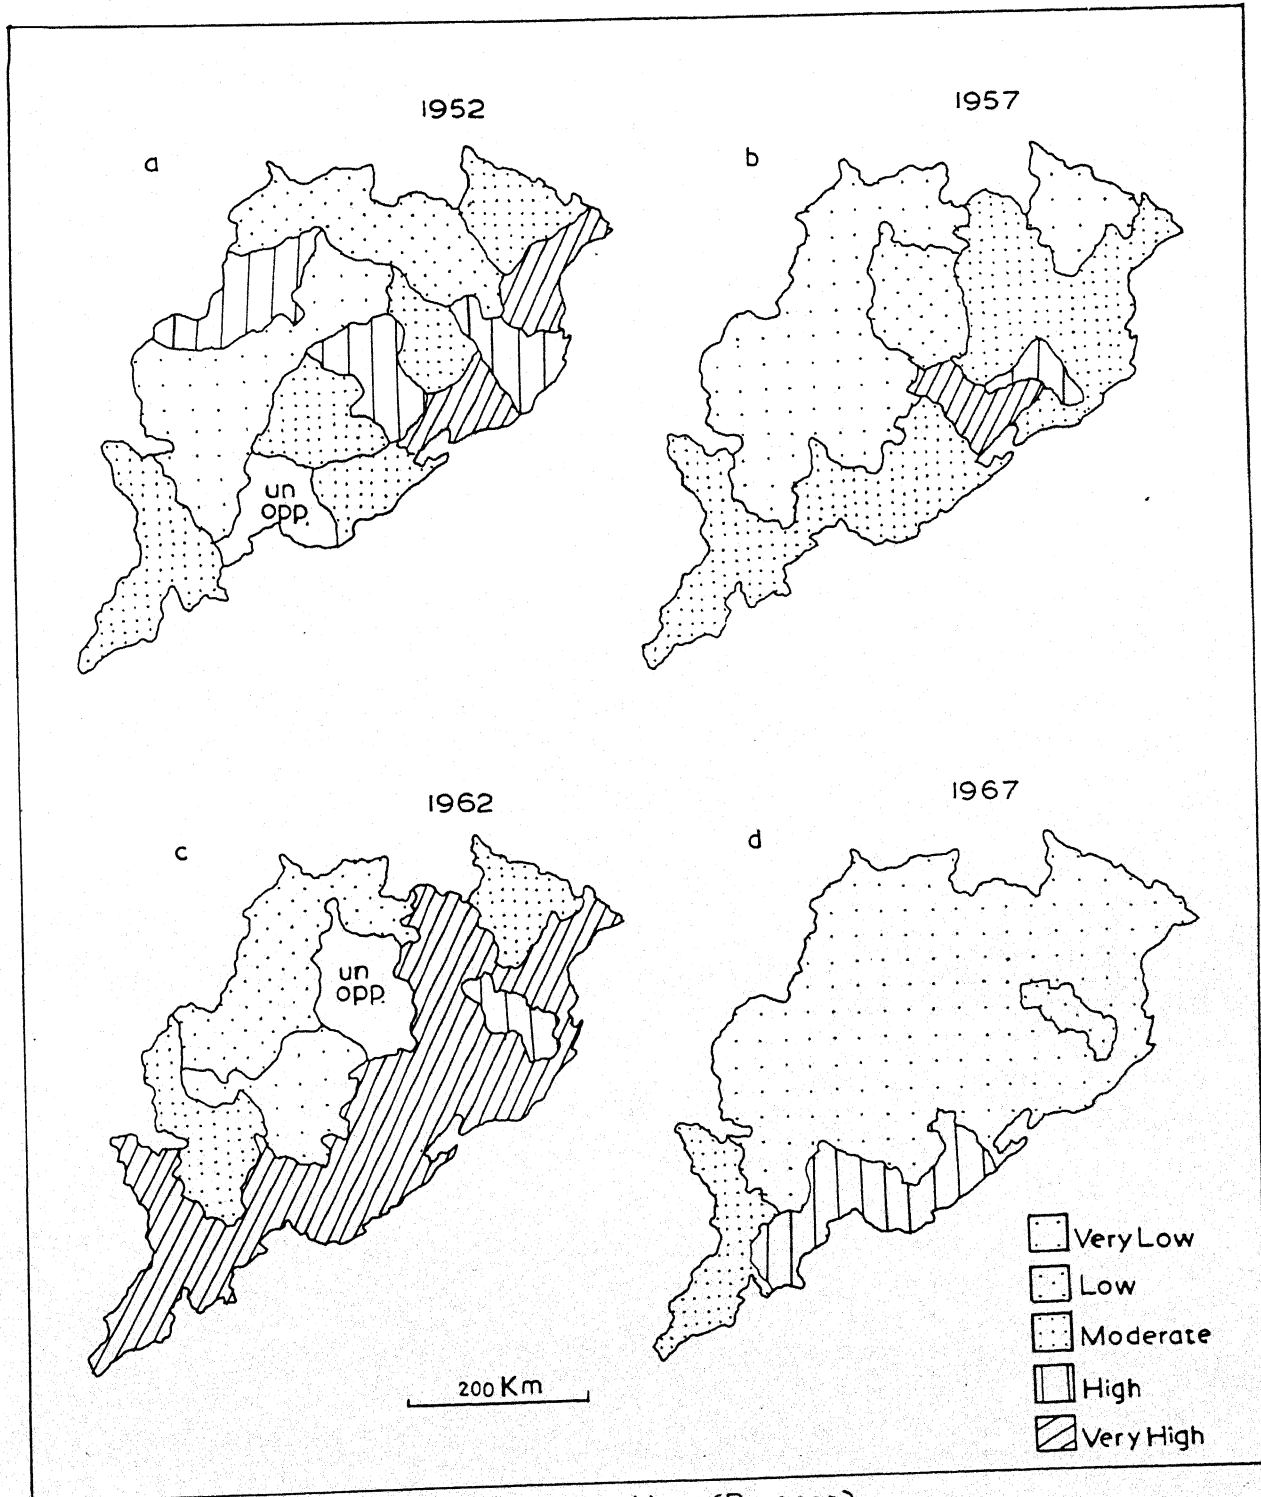 1952
1957
a
b
un
opp.
1962
1967
c
d
un
opp.
Very Low
Low
Moderate
High
Very High
200 Km